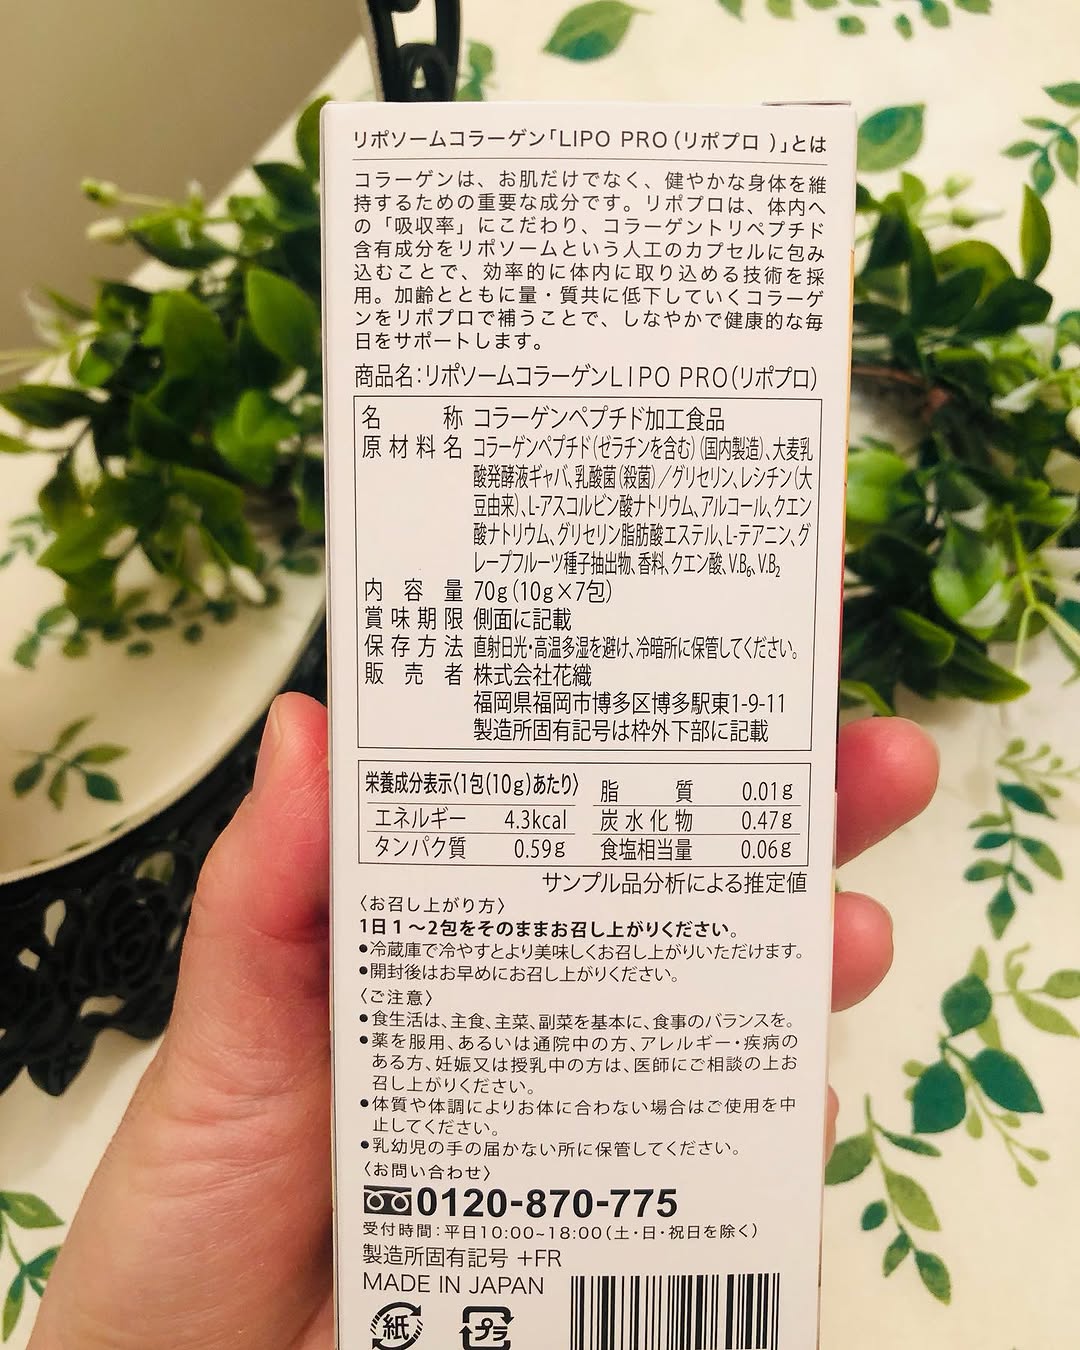 リポソームコラーゲン「LIPO PRO(リポプロ )」とは
コラーゲンは、お肌だけでなく、健やかな身体を維
持するための重要な成分です。リポプロは、体内へ
の「吸収率」にこだわり、コラーゲントリペプチド
含有成分をリポソームという人工のカプセルに包み
込むことで、効率的に体内に取り込める技術を採
用。加齢とともに量・質共に低下していくコラーゲ
ンをリポプロで補うことで、しなやかで健康的な毎
日をサポートします。
商品名:リポソームコラーゲンLIPO PRO(リポプロ)
名称 コラーゲンペプチド加工食品
原材料名 コラーゲンペプチド(ゼラチンを含む)(国内製造)、大麦乳
酸発酵液ギャバ、乳酸菌(殺菌)/グリセリン、レシチン(大
豆由来)、L-アスコルビン酸ナトリウム、アルコール、クエン
酸ナトリウム、グリセリン脂肪酸エステル、L-テアニン、グ
レープフルーツ種子抽出物、香料、クエン酸、V.B₆、V.B₂
内容量 70g(10g×7包)
賞味期限 側面に記載
保存方法 直射日光・高温多湿を避け、冷暗所に保管してください。
販売者 株式会社花織
福岡県福岡市博多区博多駅東1-9-11
製造所固有記号は枠外下部に記載
栄養成分表示〈1包(10g)あたり〉 脂質 0.01g
エネルギー 4.3kcal 炭水化物 0.47g
タンパク質 0.59g 食塩相当量 0.06g
サンプル品分析による推定値
〈お召し上がり方〉
1日1〜2包をそのままお召し上がりください。
●冷蔵庫で冷やすとより美味しくお召し上がりいただけます。
●開封後はお早めにお召し上がりください。
〈ご注意〉
●食生活は、主食、主菜、副菜を基本に、食事のバランスを。
●薬を服用、あるいは通院中の方、アレルギー・疾病の
ある方、妊娠又は授乳中の方は、医師にご相談の上お
召し上がりください。
●体質や体調によりお体に合わない場合はご使用を中
止してください。
●乳幼児の手の届かない所に保管してください。
〈お問い合わせ〉
0120-870-775
受付時間:平日10:00~18:00(土・日・祝日を除く)
製造所固有記号 +FR
MADE IN JAPAN
紙 プラ